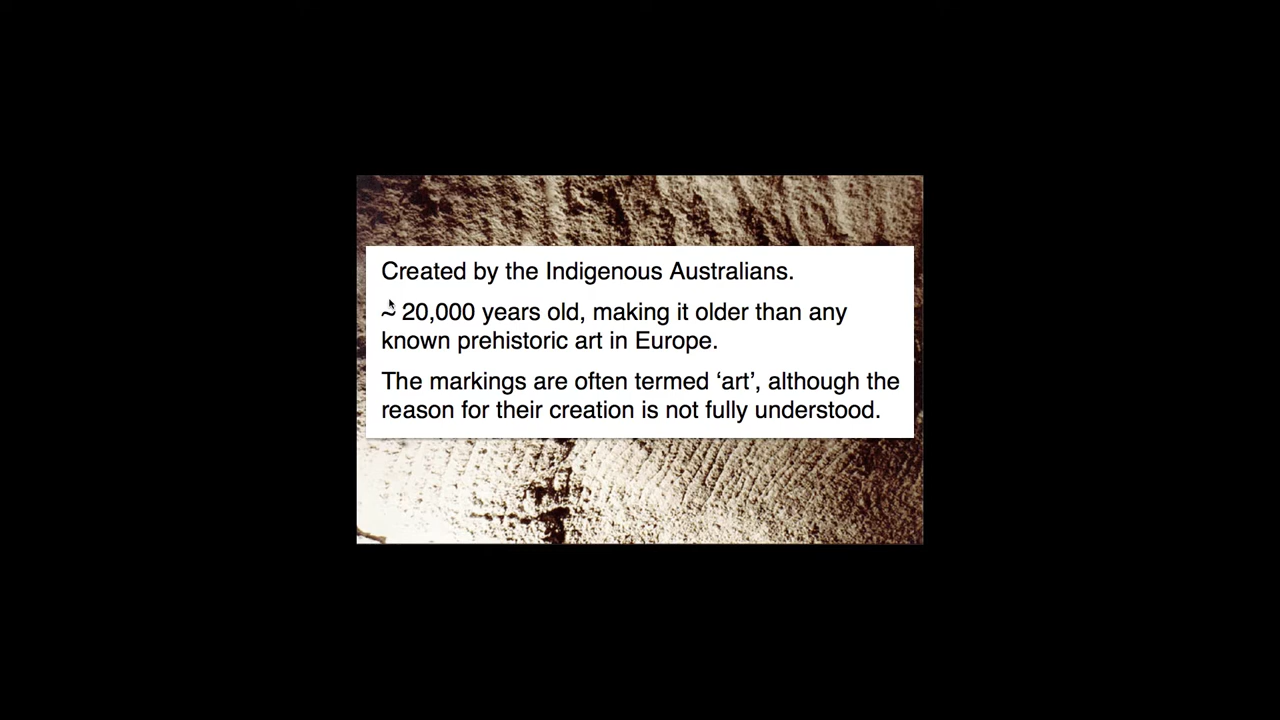 Created by the Indigenous Australians.
~ 20,000 years old, making it older than any
known prehistoric art in Europe.
The markings are often termed ‘art’, although the
reason for their creation is not fully understood.